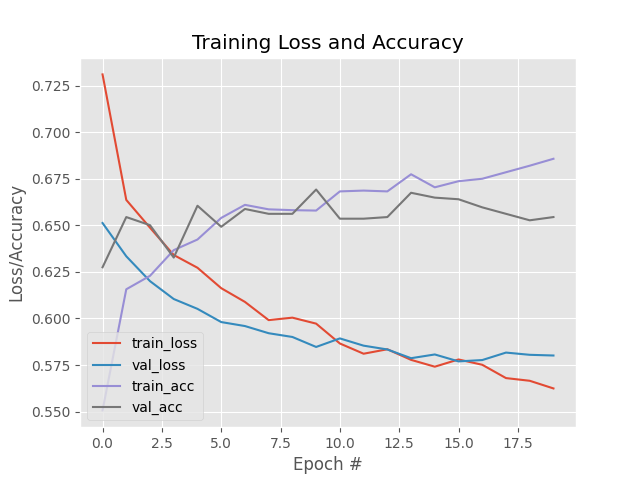 Training Loss and Accuracy
Loss/Accuracy
0.725
0.700
0.675
0.650
0.625
0.600
0.575
0.550
train_loss
val_loss
train_acc
val_acc
0.0 2.5 5.0 7.5 10.0 12.5 15.0 17.5
Epoch #